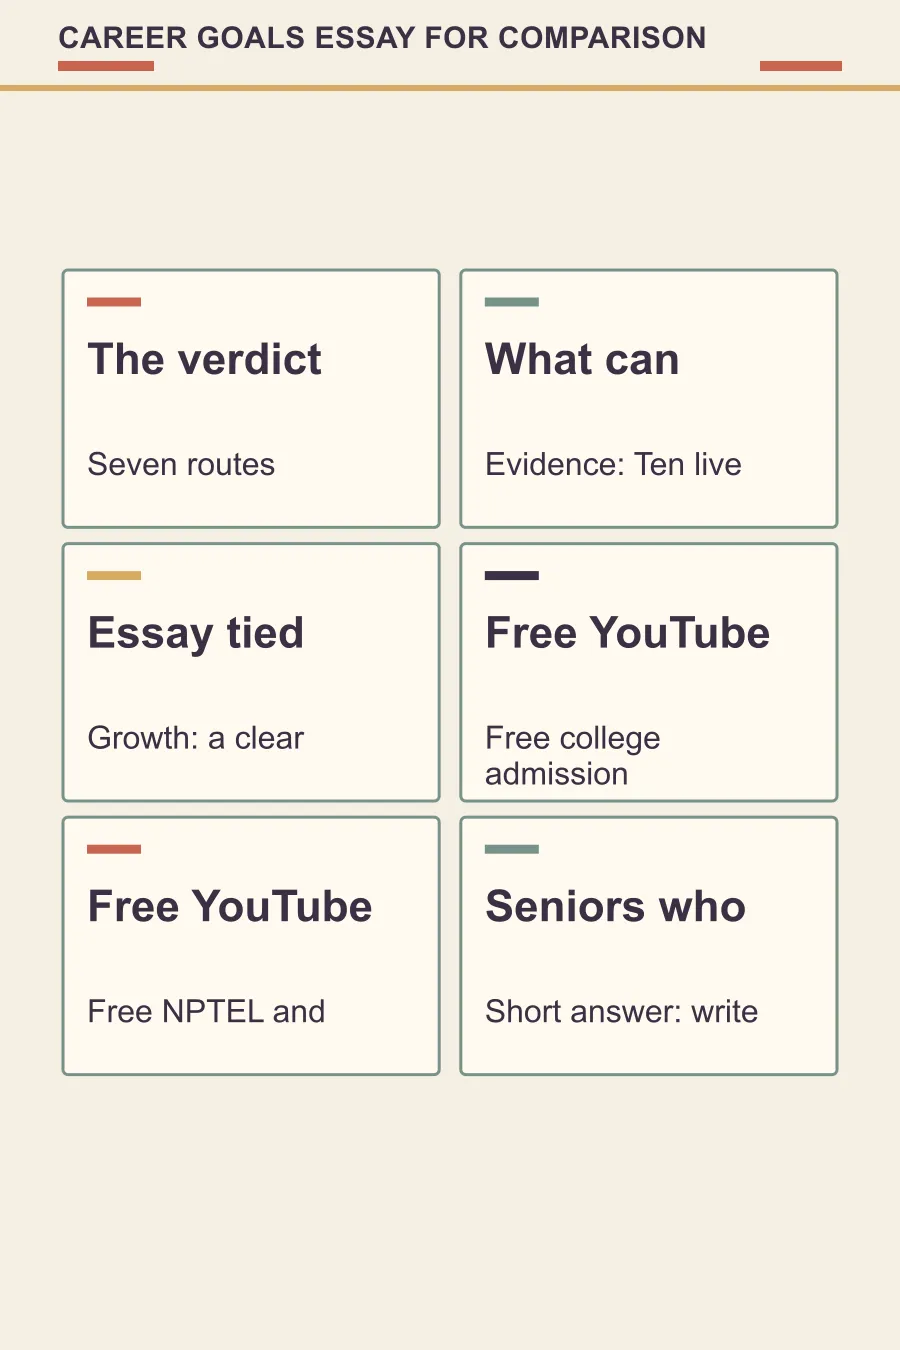 CAREER GOALS ESSAY FOR COMPARISON
The verdict
Seven routes
What can
Evidence: Ten live
Essay tied
Growth: a clear
Free YouTube
Free college
admission
Free YouTube
Free NPTEL and
Seniors who
Short answer: write